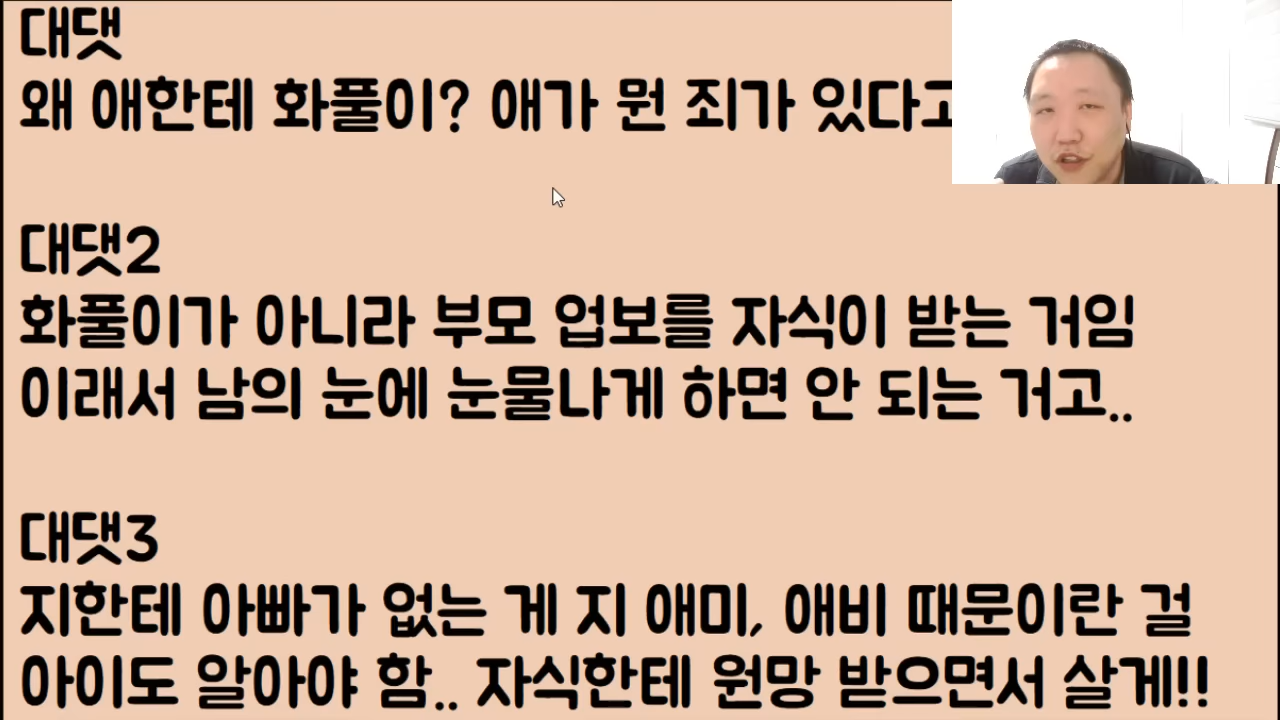 대댓
왜 애한테 화풀이? 애가 뭔 죄가 있다고
대댓2
화풀이가 아니라 부모 업보를 자식이 받는 거임
이래서 남의 눈에 눈물나게 하면 안 되는 거고..
대댓3
지한테 아빠가 없는 게 지 애미, 애비 때문이란 걸
아이도 알아야 함.. 자식한테 원망 받으면서 살게!!